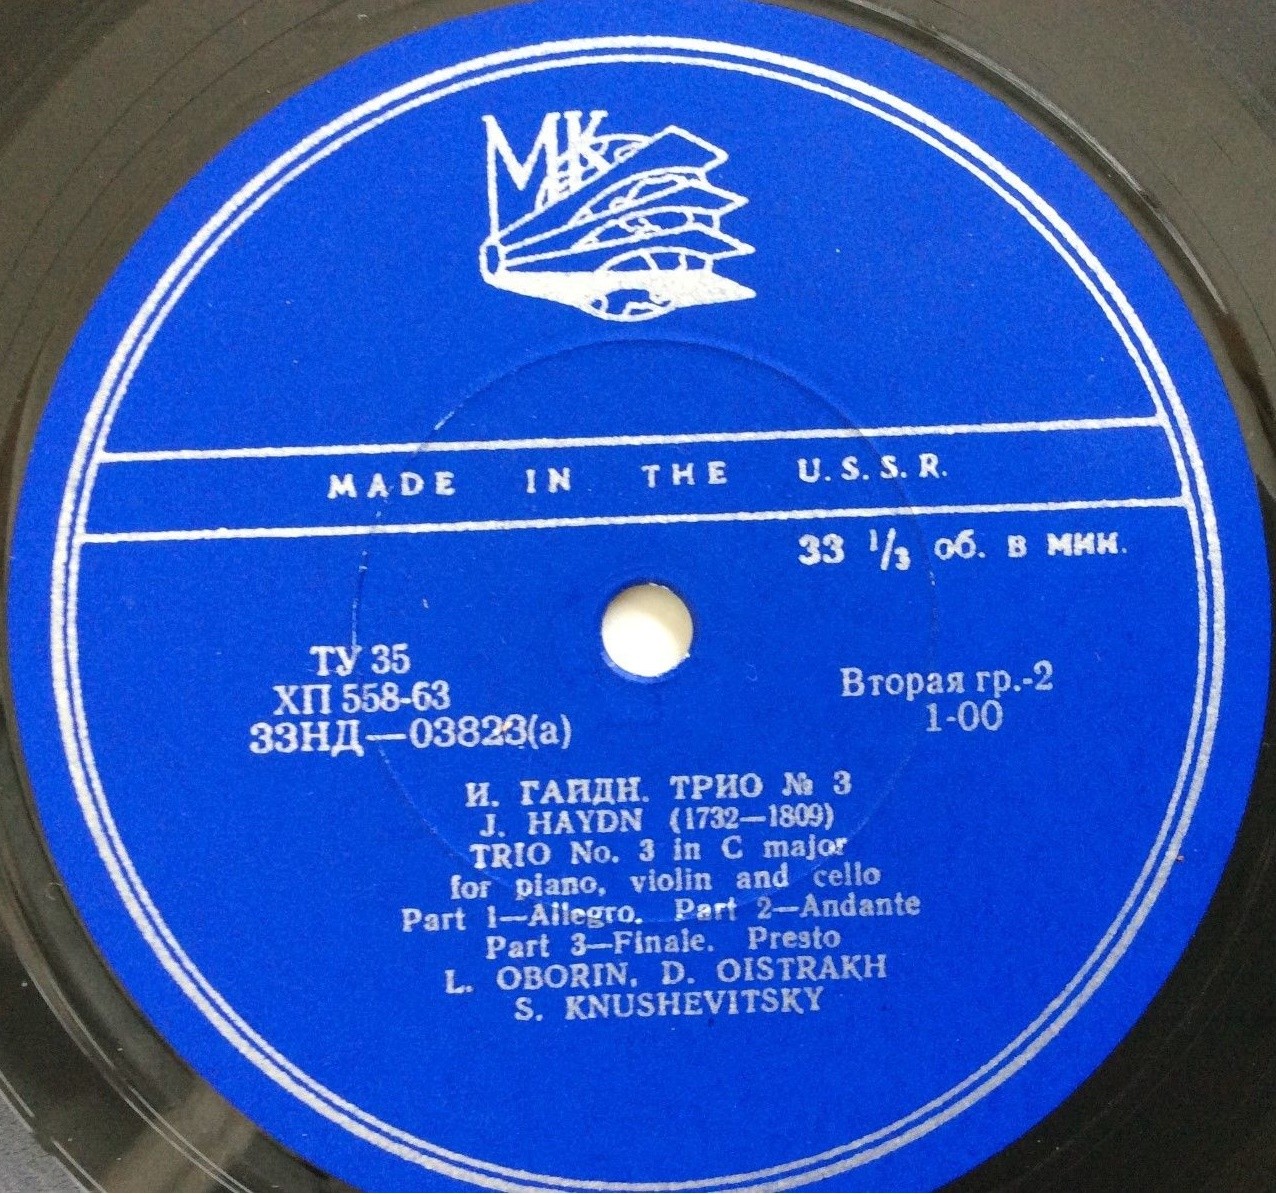 МК
MADE IN THE U.S.S.R.
33 1/3 об. в мин.
ТУ 35
ХП 558-63
33НД—03823(а)
Вторая гр.-2
1-00
И. ГАЙДН. ТРИО № 3
J. HAYDN (1732—1809)
TRIO No. 3 in C major
for piano, violin and cello
Part 1—Allegro. Part 2—Andante
Part 3—Finale. Presto
L. OBORIN, D. OISTRAKH
S. KNUSHEVITSKY